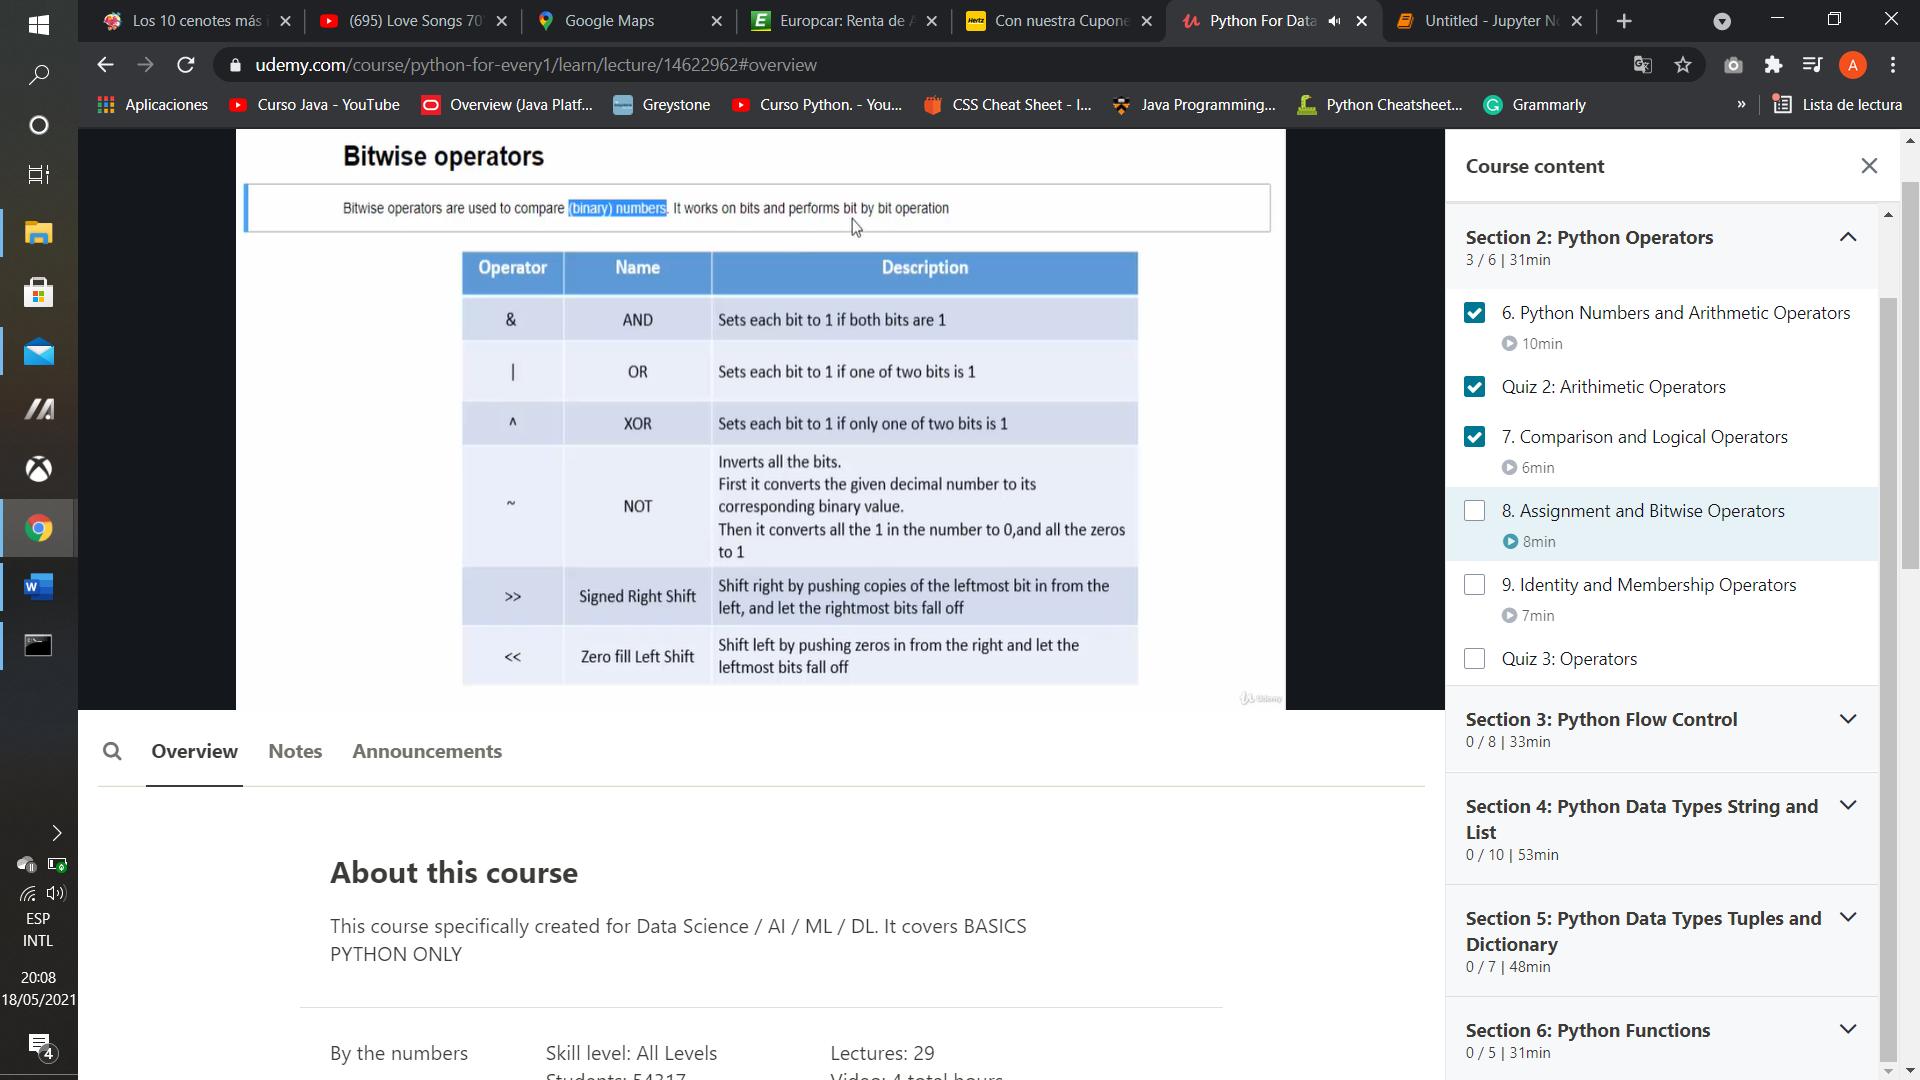 Los 10 cenotes más
(695) Love Songs 70
Google Maps
Europcar: Renta de
Con nuestra Cupone
Python For Data
Untitled - Jupyter N
udemy.com/course/python-for-every1/learn/lecture/14622962#overview
A
Aplicaciones
Curso Java - YouTube
Overview (Java Platf...
Greystone
Curso Python. - You...
CSS Cheat Sheet - I...
Java Programming...
Python Cheatsheet...
Grammarly
»
Lista de lectura
Bitwise operators
Bitwise operators are used to compare (binary) numbers. It works on bits and performs bit by bit operation
Operator Name Description
& AND Sets each bit to 1 if both bits are 1
| OR Sets each bit to 1 if one of two bits is 1
^ XOR Sets each bit to 1 if only one of two bits is 1
~ NOT Inverts all the bits.
First it converts the given decimal number to its
corresponding binary value.
Then it converts all the 1 in the number to 0,and all the zeros
to 1
>> Signed Right Shift Shift right by pushing copies of the leftmost bit in from the
left, and let the rightmost bits fall off
<< Zero fill Left Shift Shift left by pushing zeros in from the right and let the
leftmost bits fall off
Udemy
Course content
Section 2: Python Operators
3 / 6 | 31min
6. Python Numbers and Arithmetic Operators
10min
Quiz 2: Arithimetic Operators
7. Comparison and Logical Operators
6min
8. Assignment and Bitwise Operators
8min
9. Identity and Membership Operators
7min
Quiz 3: Operators
Section 3: Python Flow Control
0 / 8 | 33min
Section 4: Python Data Types String and
List
0 / 10 | 53min
Section 5: Python Data Types Tuples and
Dictionary
0 / 7 | 48min
Section 6: Python Functions
0 / 5 | 31min
Overview Notes Announcements
About this course
This course specifically created for Data Science / AI / ML / DL. It covers BASICS
PYTHON ONLY
By the numbers
Skill level: All Levels
Students: 54317
Lectures: 29
Video: 4 total hours
ESP
INTL
20:08
18/05/2021
4